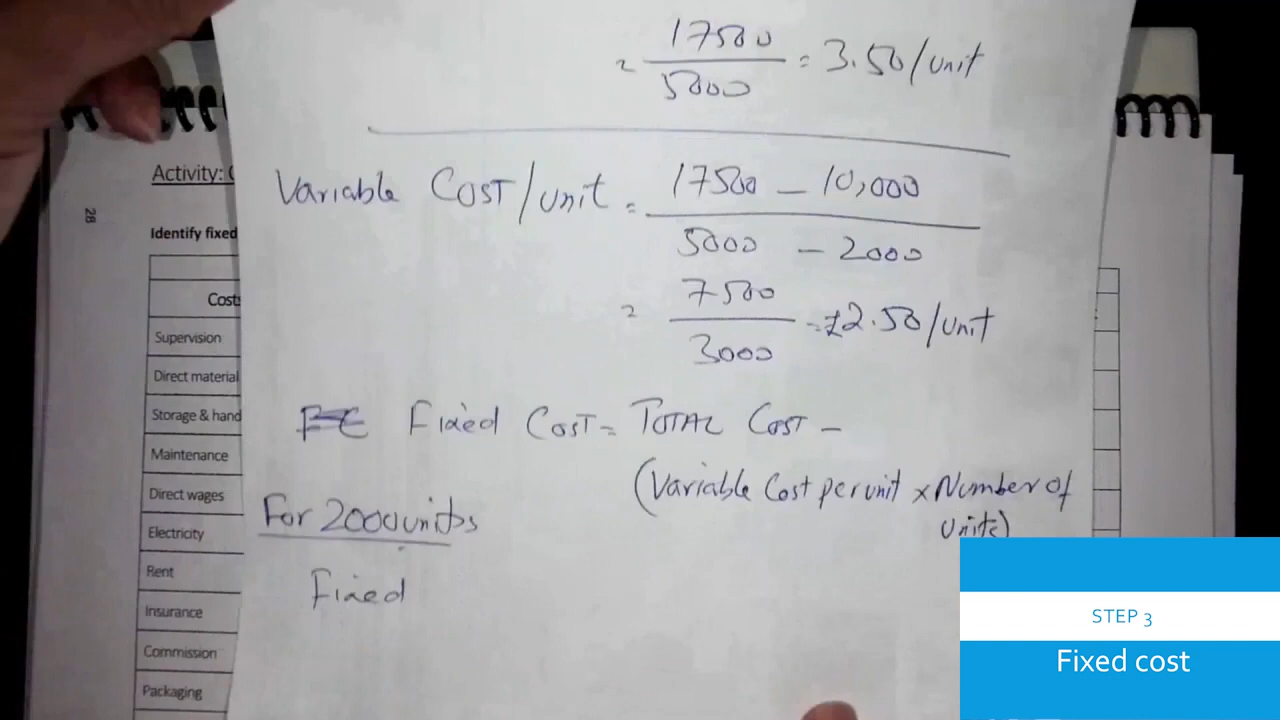 = 17500 / 5000 = 3.50/unit
Variable COST/unit = 17500 – 10,000 / 5000 – 2000
= 7500 / 3000 = £2.50/unit
FC Fixed COST = TOTAL COST –
(Variable Cost per unit × Number of
units)
For 2000 units
Fixed
28
Activity:
Identify fixed
Costs
Supervision
Direct material
Storage & hand
Maintenance
Direct wages
Electricity
Rent
Insurance
Commission
Packaging
STEP 3
Fixed cost